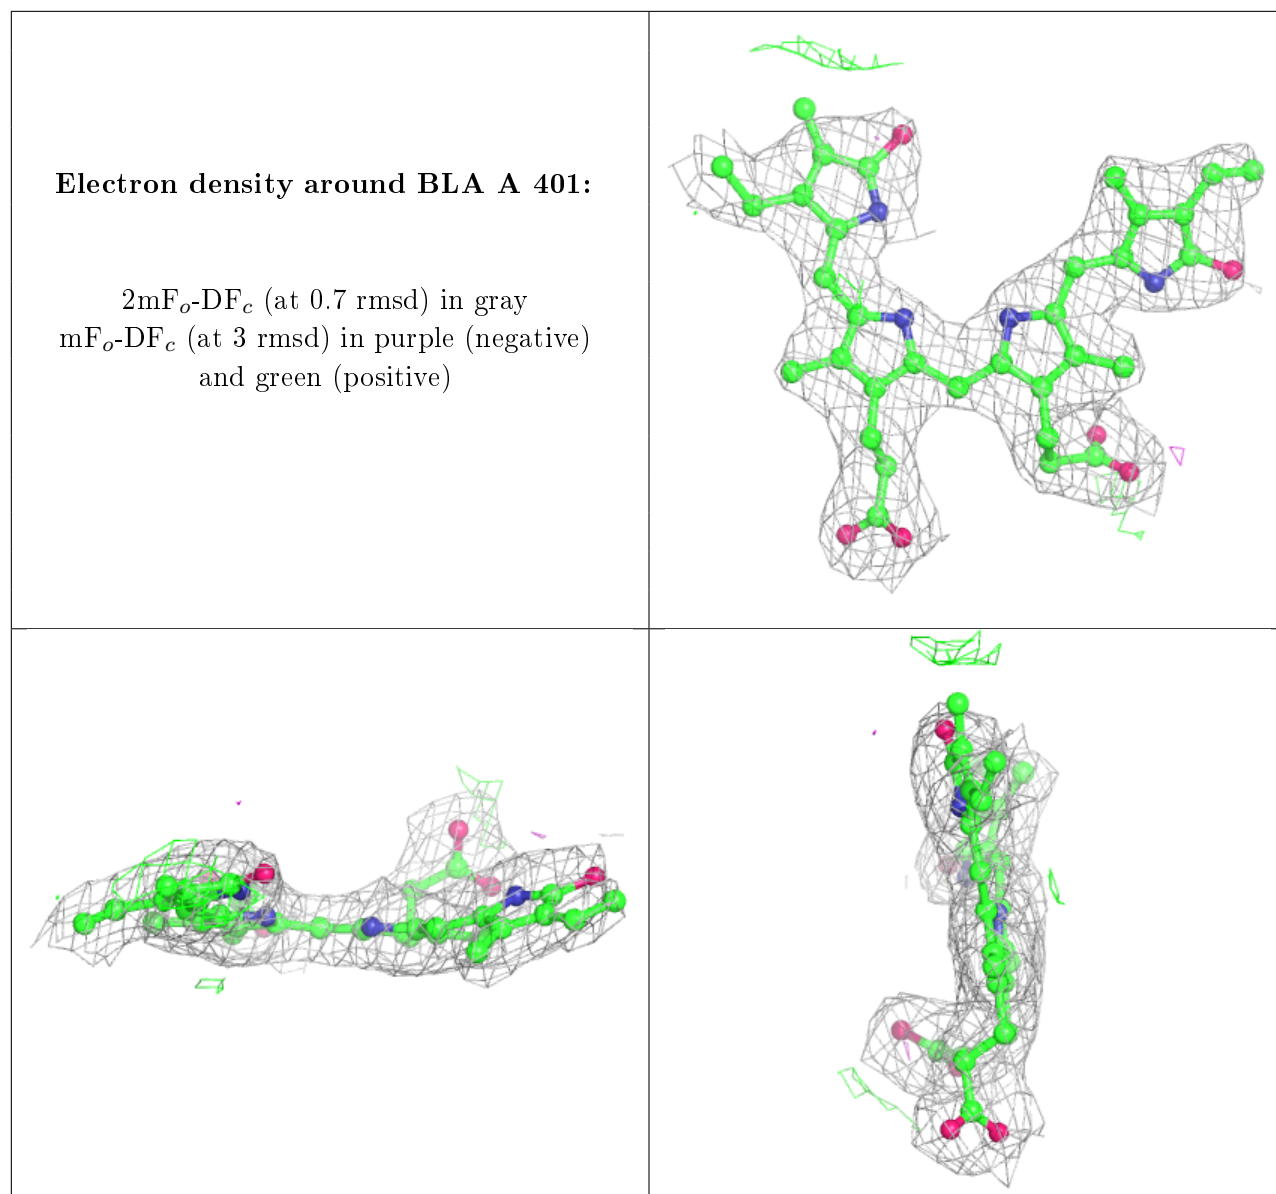 Electron density around BLA A 401:
2mFₒ-DF𝒸 (at 0.7 rmsd) in gray
mFₒ-DF𝒸 (at 3 rmsd) in purple (negative)
and green (positive)